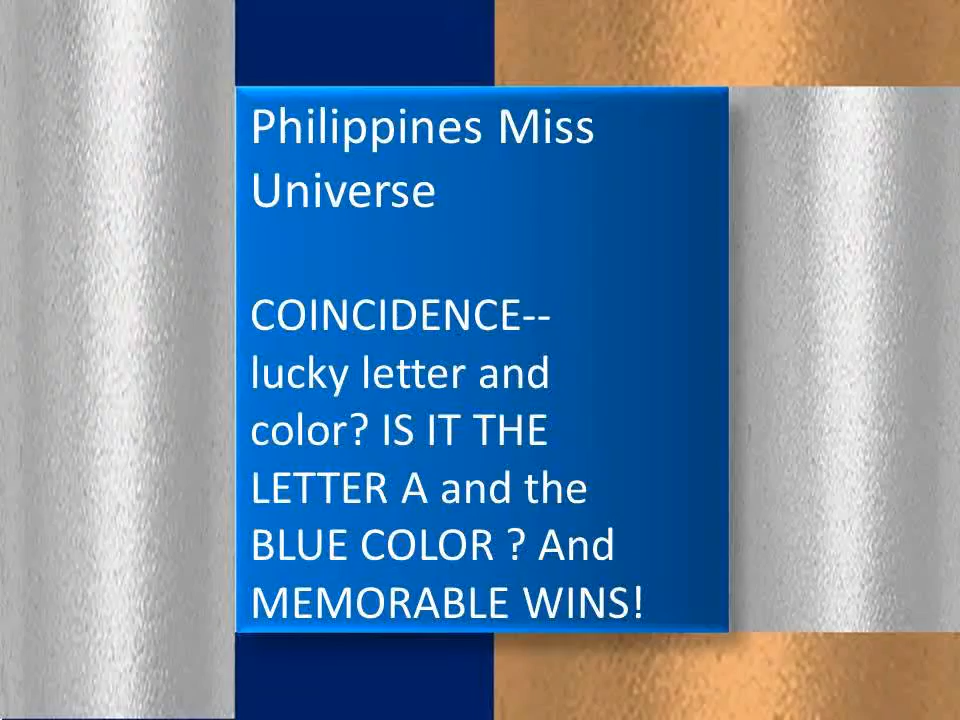 Philippines Miss
Universe
COINCIDENCE--
lucky letter and
color? IS IT THE
LETTER A and the
BLUE COLOR ? And
MEMORABLE WINS!